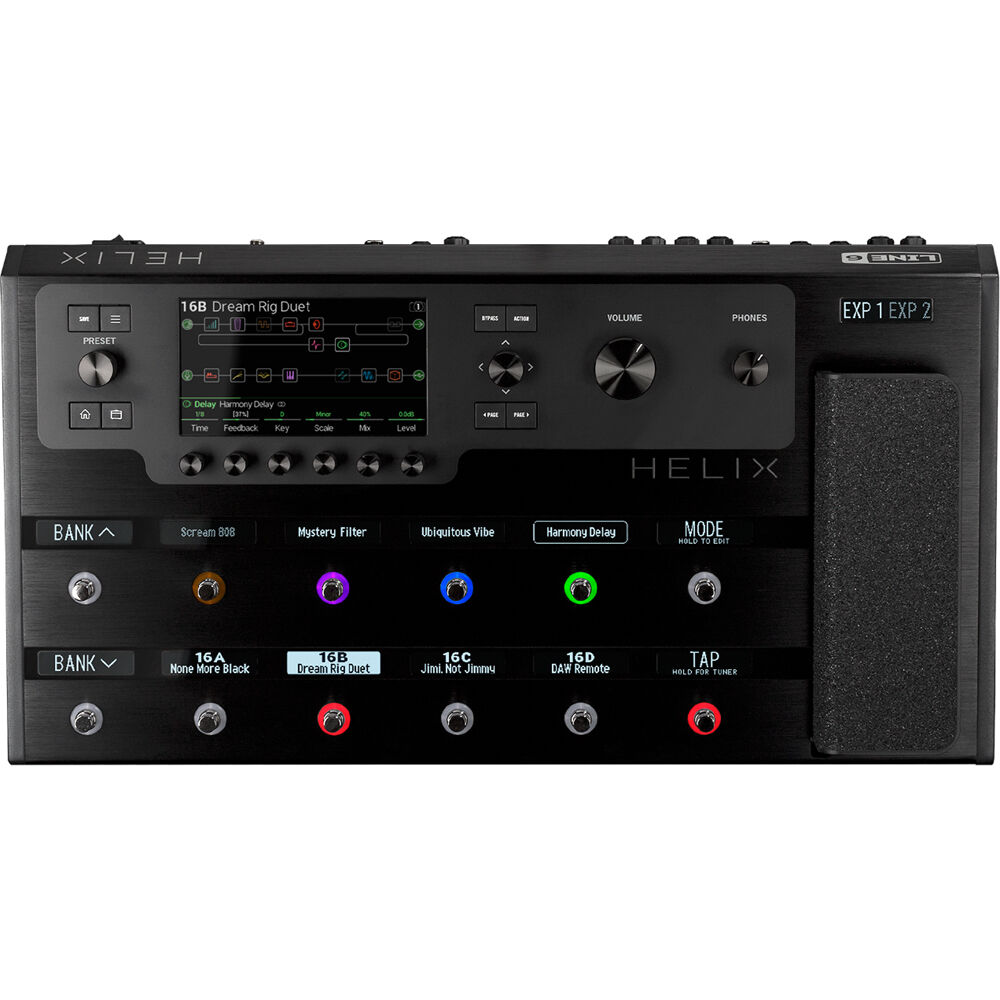 HELIX
LINE 6
SAVE
PRESET
16B Dream Rig Duet
1
Delay Harmony Delay
1/8 [37%] D Minor 40% 0.0dB
Time Feedback Key Scale Mix Level
BYPASS ACTION
<PAGE PAGE>
VOLUME
PHONES
EXP 1 EXP 2
HELIX
BANK Scream 808 Mystery Filter Ubiquitous Vibe Harmony Delay MODE
HOLD TO EDIT
BANK 16A 16B 16C 16D TAP
None More Black Dream Rig Duet Jimi, Not Jimmy DAW Remote HOLD FOR TUNER